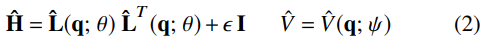 Ĥ = L̂(q; θ) L̂ᵀ(q; θ) + ϵ I    V̂ = V̂(q; ψ)    (2)